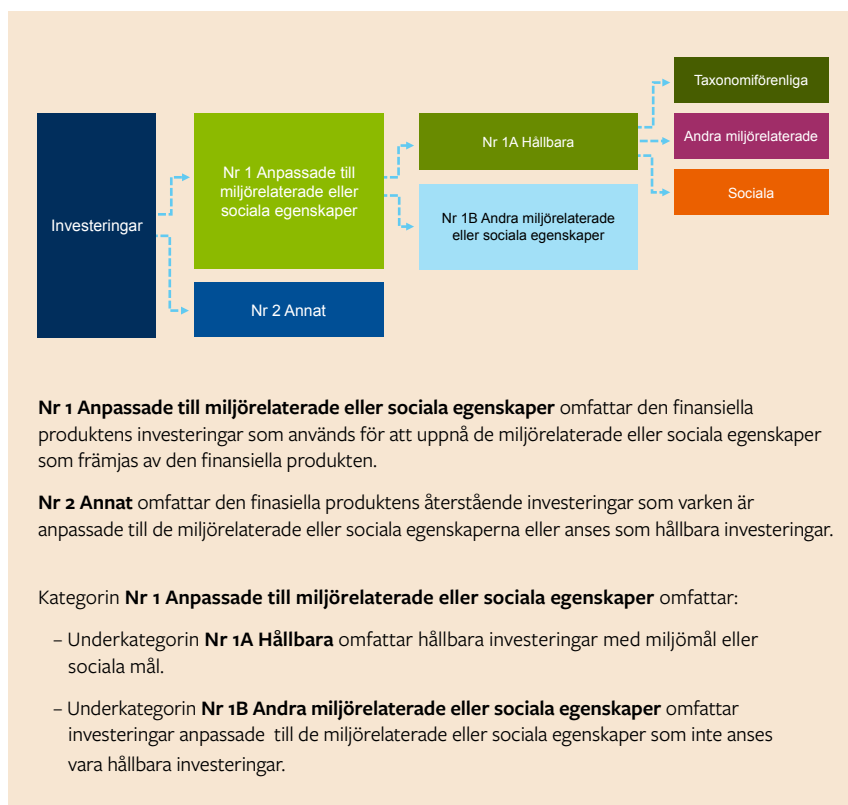 Taxonomiförenliga
Nr 1A Hållbara
Andra miljörelaterade
Nr 1 Anpassade till
miljörelaterade eller
sociala egenskaper
Sociala
Investeringar
Nr 1B Andra miljörelaterade
eller sociala egenskaper
Nr 2 Annat
Nr 1 Anpassade till miljörelaterade eller sociala egenskaper omfattar den finansiella
produktens investeringar som används för att uppnå de miljörelaterade eller sociala egenskaper
som främjas av den finansiella produkten.
Nr 2 Annat omfattar den finasiella produktens återstående investeringar som varken är
anpassade till de miljörelaterade eller sociala egenskaperna eller anses som hållbara investeringar.
Kategorin Nr 1 Anpassade till miljörelaterade eller sociala egenskaper omfattar:
– Underkategorin Nr 1A Hållbara omfattar hållbara investeringar med miljömål eller
sociala mål.
– Underkategorin Nr 1B Andra miljörelaterade eller sociala egenskaper omfattar
investeringar anpassade till de miljörelaterade eller sociala egenskaper som inte anses
vara hållbara investeringar.